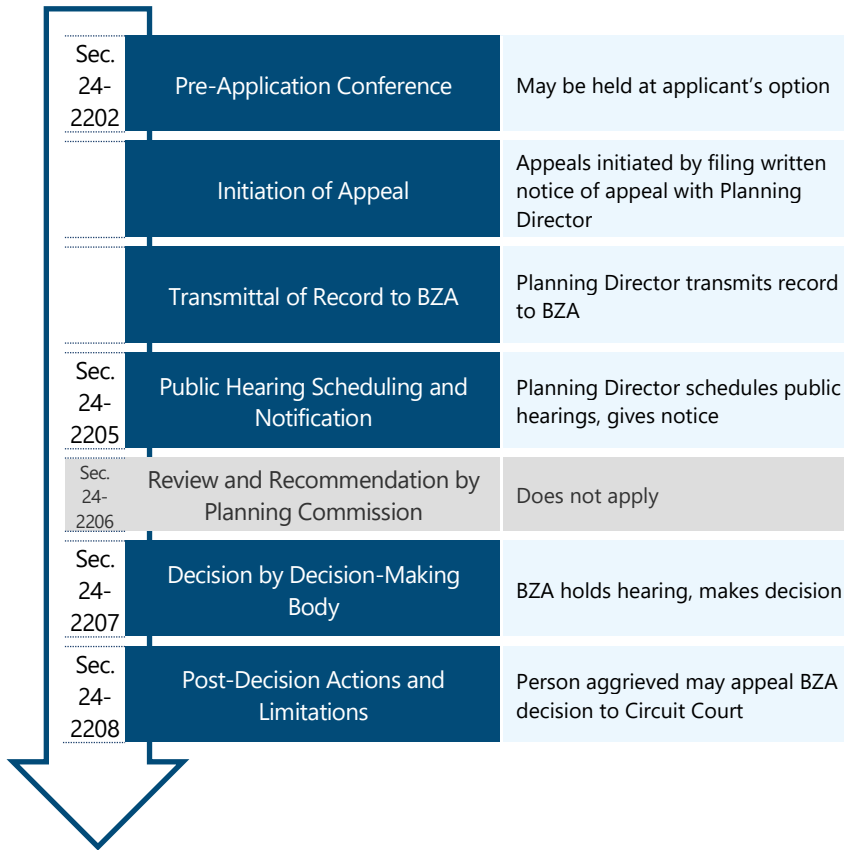 Sec.
24-
2202
Pre-Application Conference
May be held at applicant's option
Initiation of Appeal
Appeals initiated by filing written
notice of appeal with Planning
Director
Transmittal of Record to BZA
Planning Director transmits record
to BZA
Sec.
24-
2205
Public Hearing Scheduling and
Notification
Planning Director schedules public
hearings, gives notice
Sec.
24-
2206
Review and Recommendation by
Planning Commission
Does not apply
Sec.
24-
2207
Decision by Decision-Making
Body
BZA holds hearing, makes decision
Sec.
24-
2208
Post-Decision Actions and
Limitations
Person aggrieved may appeal BZA
decision to Circuit Court